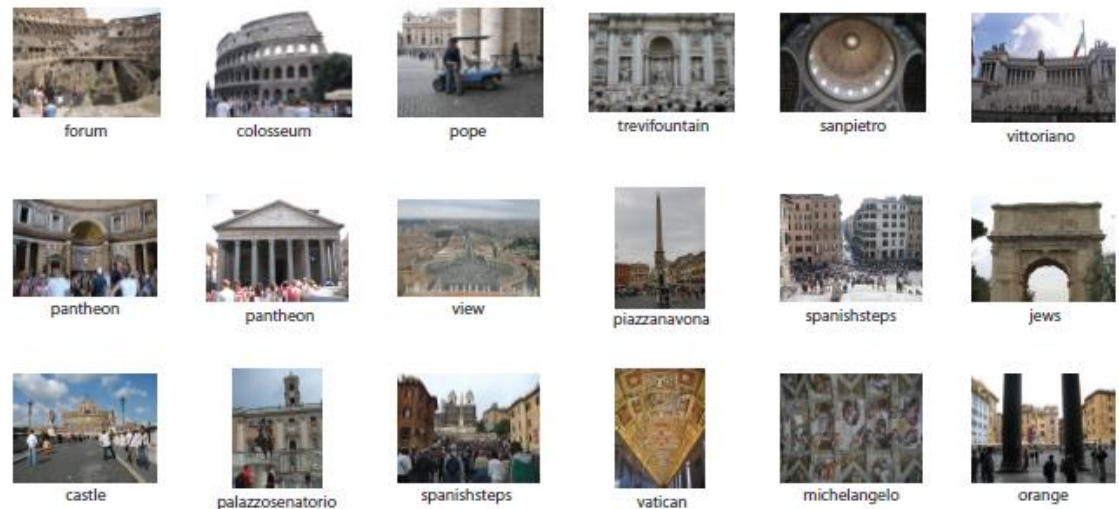 forum
colosseum
pope
trevifountain
sanpietro
vittoriano
pantheon
pantheon
view
piazzanavona
spanishsteps
jews
castle
palazzosenatorio
spanishsteps
vatican
michelangelo
orange